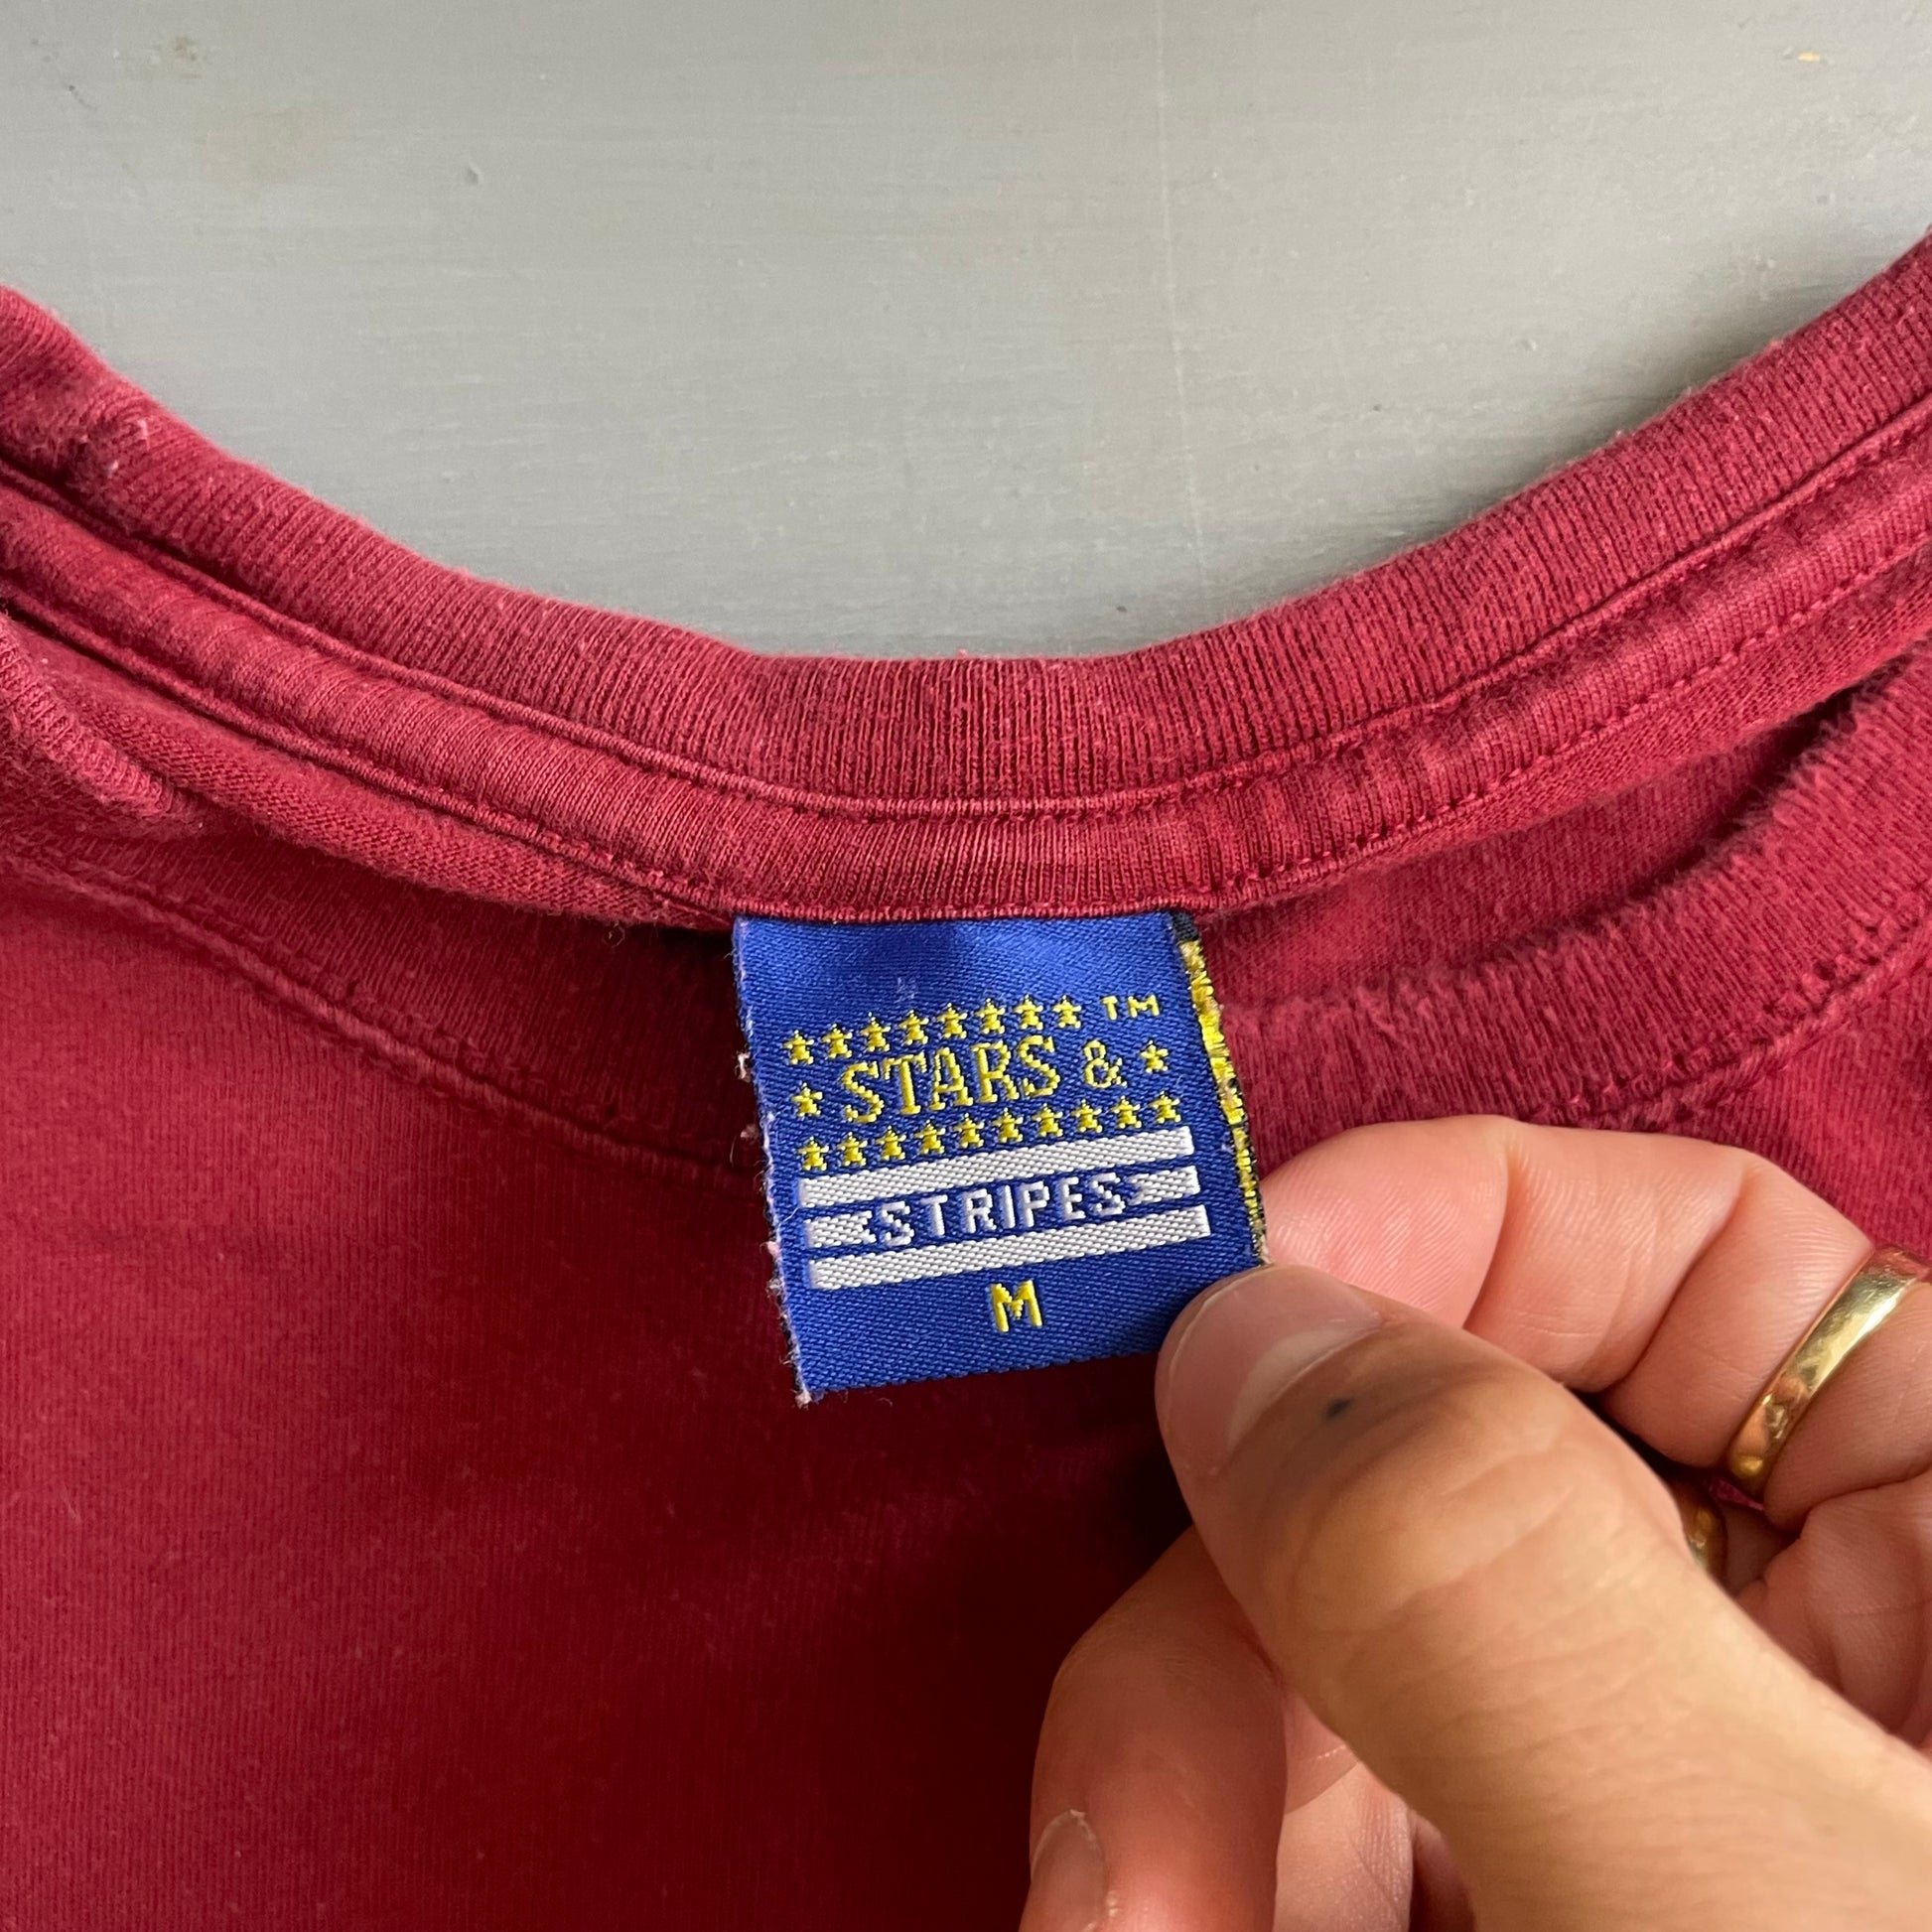 ™
STARS &
STRIPES
M